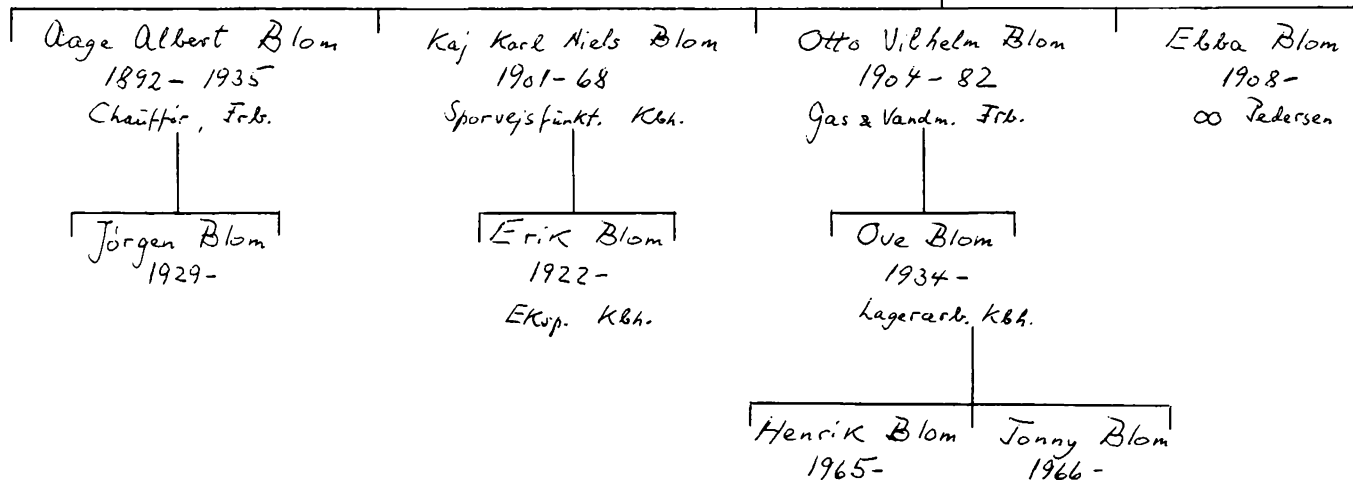 Aage Albert Blom
1892 - 1935
Chauffør, Frb.
Kaj Karl Niels Blom
1901 - 68
Sporvejsfunkt. Kbh.
Otto Vilhelm Blom
1904 - 82
Gas & Vandm. Frb.
Ebba Blom
1908 -
∞ Pedersen
Jörgen Blom
1929 -
Erik Blom
1922 -
Eksp. Kbh.
Ove Blom
1934 -
Lagerarb. Kbh.
Henrik Blom
1965 -
Jonny Blom
1966 -